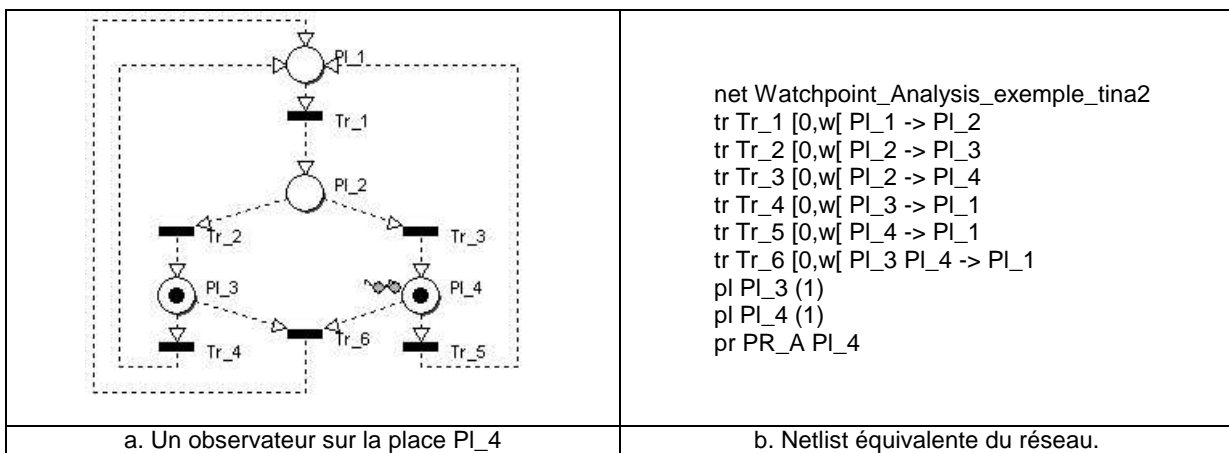 Pl_1
Tr_1
Pl_2
Tr_2
Tr_3
Pl_3
Pl_4
Tr_6
Tr_4
Tr_5
a. Un observateur sur la place Pl_4
net Watchpoint_Analysis_exemple_tina2
tr Tr_1 [0,w[ Pl_1 -> Pl_2
tr Tr_2 [0,w[ Pl_2 -> Pl_3
tr Tr_3 [0,w[ Pl_2 -> Pl_4
tr Tr_4 [0,w[ Pl_3 -> Pl_1
tr Tr_5 [0,w[ Pl_4 -> Pl_1
tr Tr_6 [0,w[ Pl_3 Pl_4 -> Pl_1
pl Pl_3 (1)
pl Pl_4 (1)
pr PR_A Pl_4
b. Netlist équivalente du réseau.